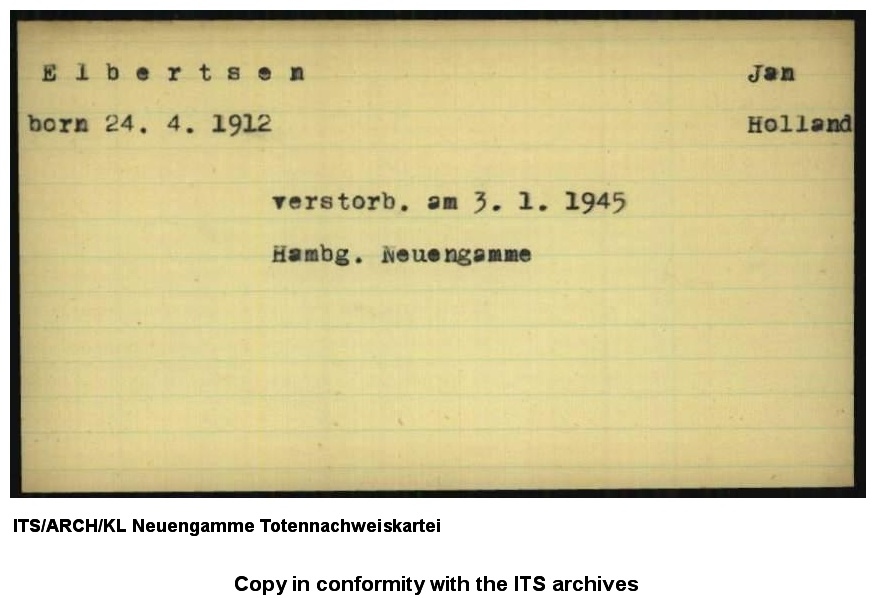 E l b e r t s e n Jan
born 24. 4. 1912 Holland
verstorb. am 3. 1. 1945
Hambg. Neuengamme
ITS/ARCH/KL Neuengamme Totennachweiskartei
Copy in conformity with the ITS archives